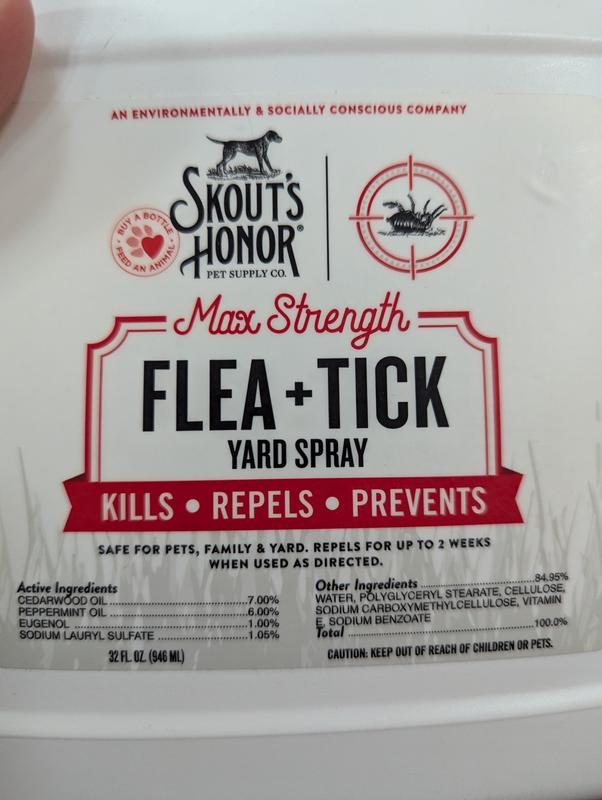 AN ENVIRONMENTALLY & SOCIALLY CONSCIOUS COMPANY
BUY A BOTTLE
FEED AN ANIMAL
SKOUT'S
HONOR®
PET SUPPLY CO.
Max Strength
FLEA + TICK
YARD SPRAY
KILLS • REPELS • PREVENTS
SAFE FOR PETS, FAMILY & YARD. REPELS FOR UP TO 2 WEEKS
WHEN USED AS DIRECTED.
Active Ingredients
CEDARWOOD OIL ........ 7.00%
PEPPERMINT OIL ........ 6.00%
EUGENOL ........ 1.00%
SODIUM LAURYL SULFATE ........ 1.05%
32 FL. OZ. (946 ML)
Other Ingredients ........ 84.95%
WATER, POLYGLYCERYL STEARATE, CELLULOSE,
SODIUM CARBOXYMETHYLCELLULOSE, VITAMIN
E, SODIUM BENZOATE
Total ........ 100.0%
CAUTION: KEEP OUT OF REACH OF CHILDREN OR PETS.